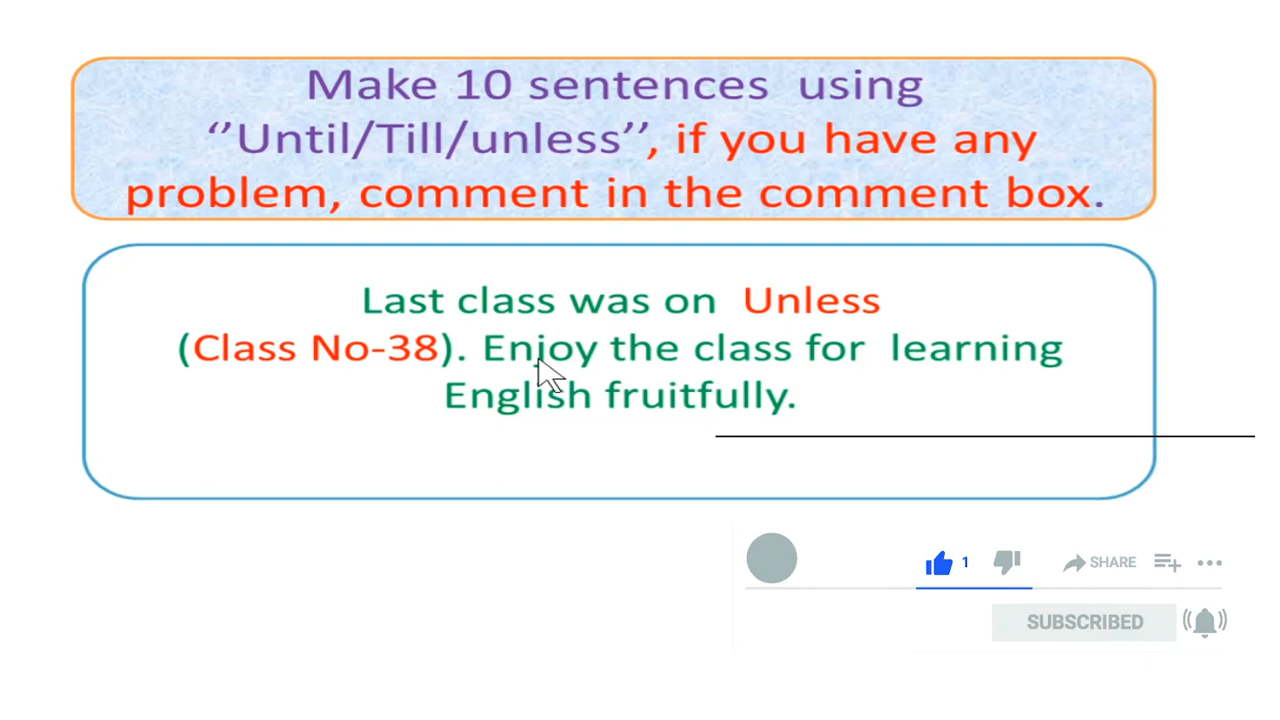 Make 10 sentences using
‘’Until/Till/unless’’, if you have any
problem, comment in the comment box.
Last class was on Unless
(Class No-38). Enjoy the class for learning
English fruitfully.
1 SHARE
SUBSCRIBED